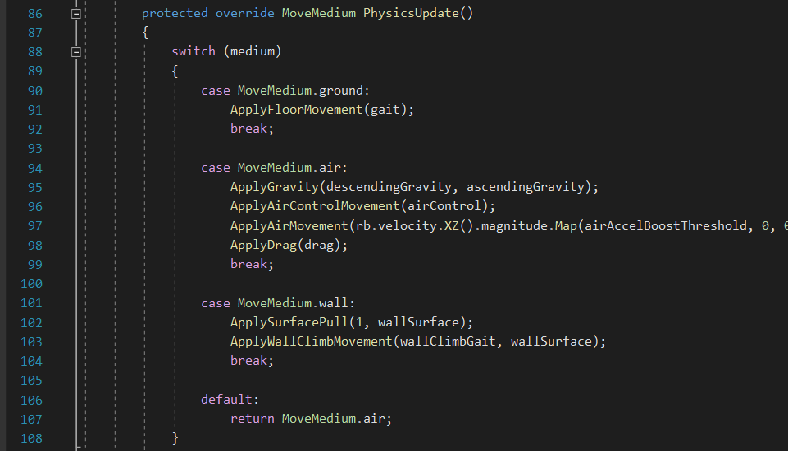 86 protected override MoveMedium PhysicsUpdate()
87 {
88 switch (medium)
89 {
90 case MoveMedium.ground:
91 ApplyFloorMovement(gait);
92 break;
93
94 case MoveMedium.air:
95 ApplyGravity(descendingGravity, ascendingGravity);
96 ApplyAirControlMovement(airControl);
97 ApplyAirMovement(rb.velocity.XZ().magnitude.Map(airAccelBoostThreshold, 0,
98 ApplyDrag(drag);
99 break;
100
101 case MoveMedium.wall:
102 ApplySurfacePull(1, wallSurface);
103 ApplyWallClimbMovement(wallClimbGait, wallSurface);
104 break;
105
106 default:
107 return MoveMedium.air;
108 }